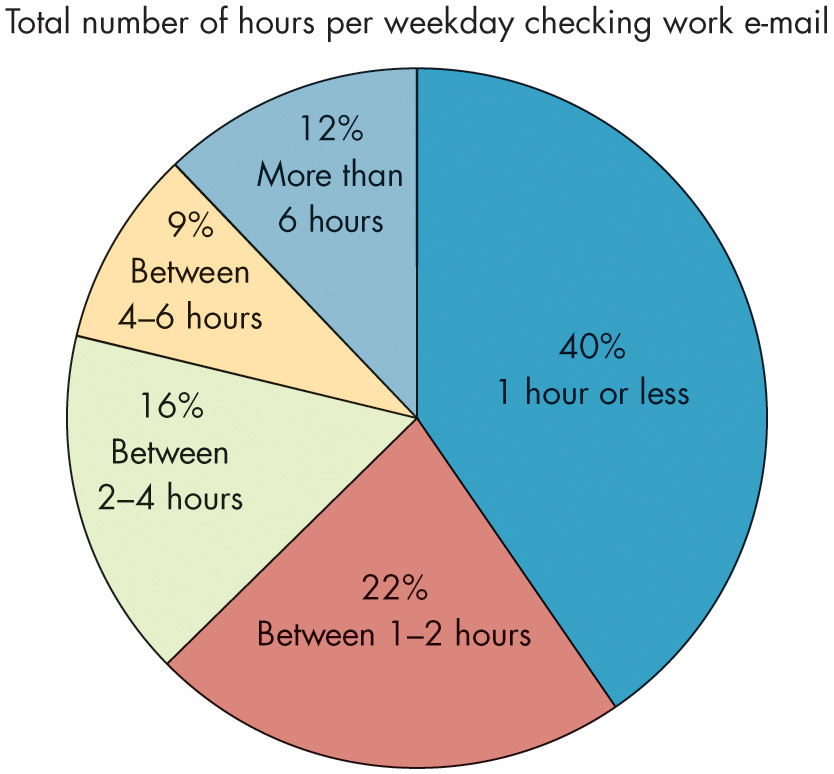 Total number of hours per weekday checking work e-mail
12%
More than
6 hours
9%
Between
4–6 hours
40%
1 hour or less
16%
Between
2–4 hours
22%
Between 1–2 hours